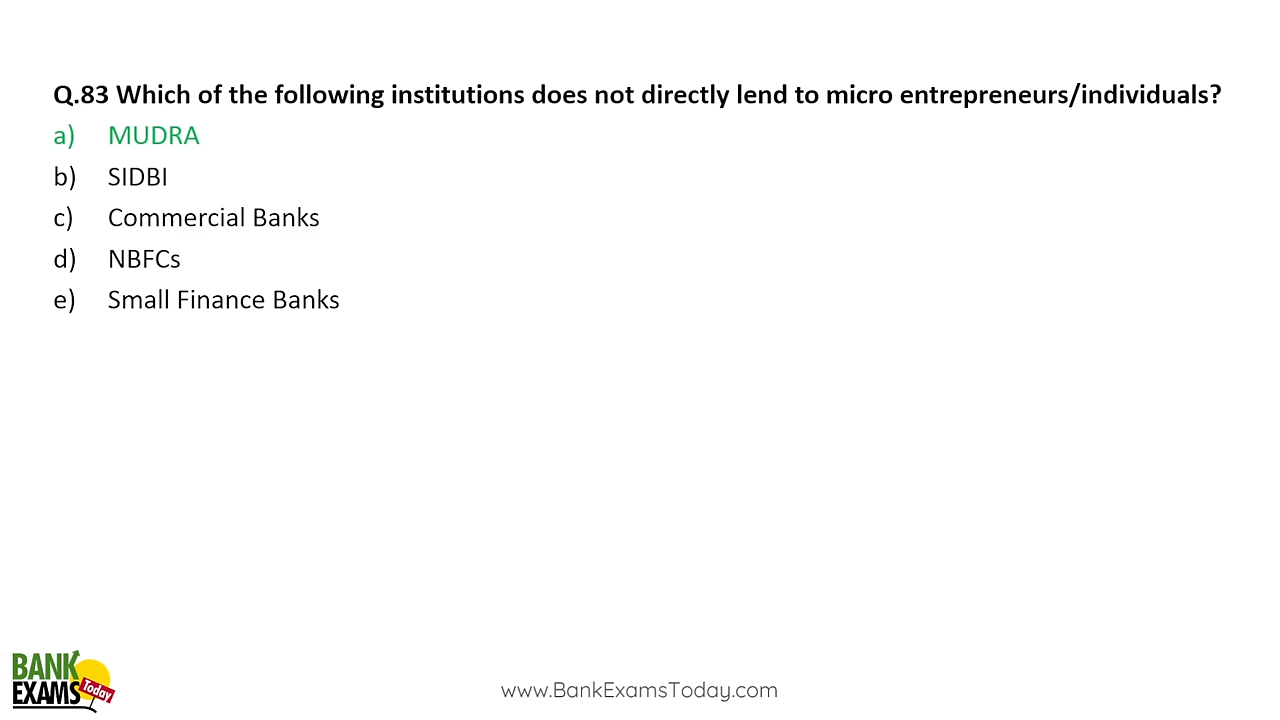 Q.83 Which of the following institutions does not directly lend to micro entrepreneurs/individuals?
a) MUDRA
b) SIDBI
c) Commercial Banks
d) NBFCs
e) Small Finance Banks
BANK
EXAMS Today
www.BankExamsToday.com